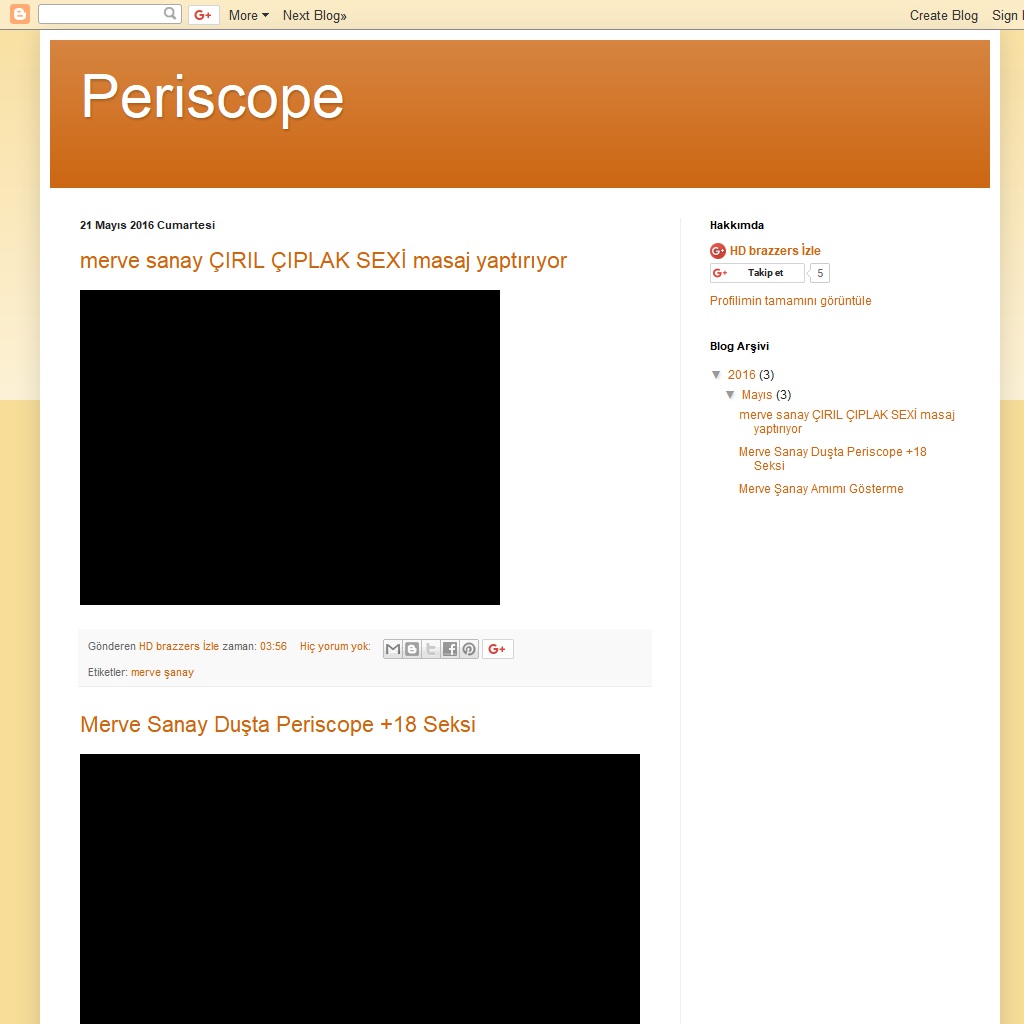 More
Next Blog»
Create Blog
Sign
Periscope
21 Mayıs 2016 Cumartesi
merve sanay ÇIRIL ÇIPLAK SEXİ masaj yaptırıyor
Gönderen HD brazzers İzle zaman: 03:56 Hiç yorum yok:
Etiketler: merve şanay
Merve Sanay Duşta Periscope +18 Seksi
Hakkımda
HD brazzers İzle
Takip et 5
Profilimin tamamını görüntüle
Blog Arşivi
▼ 2016 (3)
▼ Mayıs (3)
merve sanay ÇIRIL ÇIPLAK SEXİ masaj
yaptırıyor
Merve Sanay Duşta Periscope +18
Seksi
Merve Şanay Amımı Gösterme